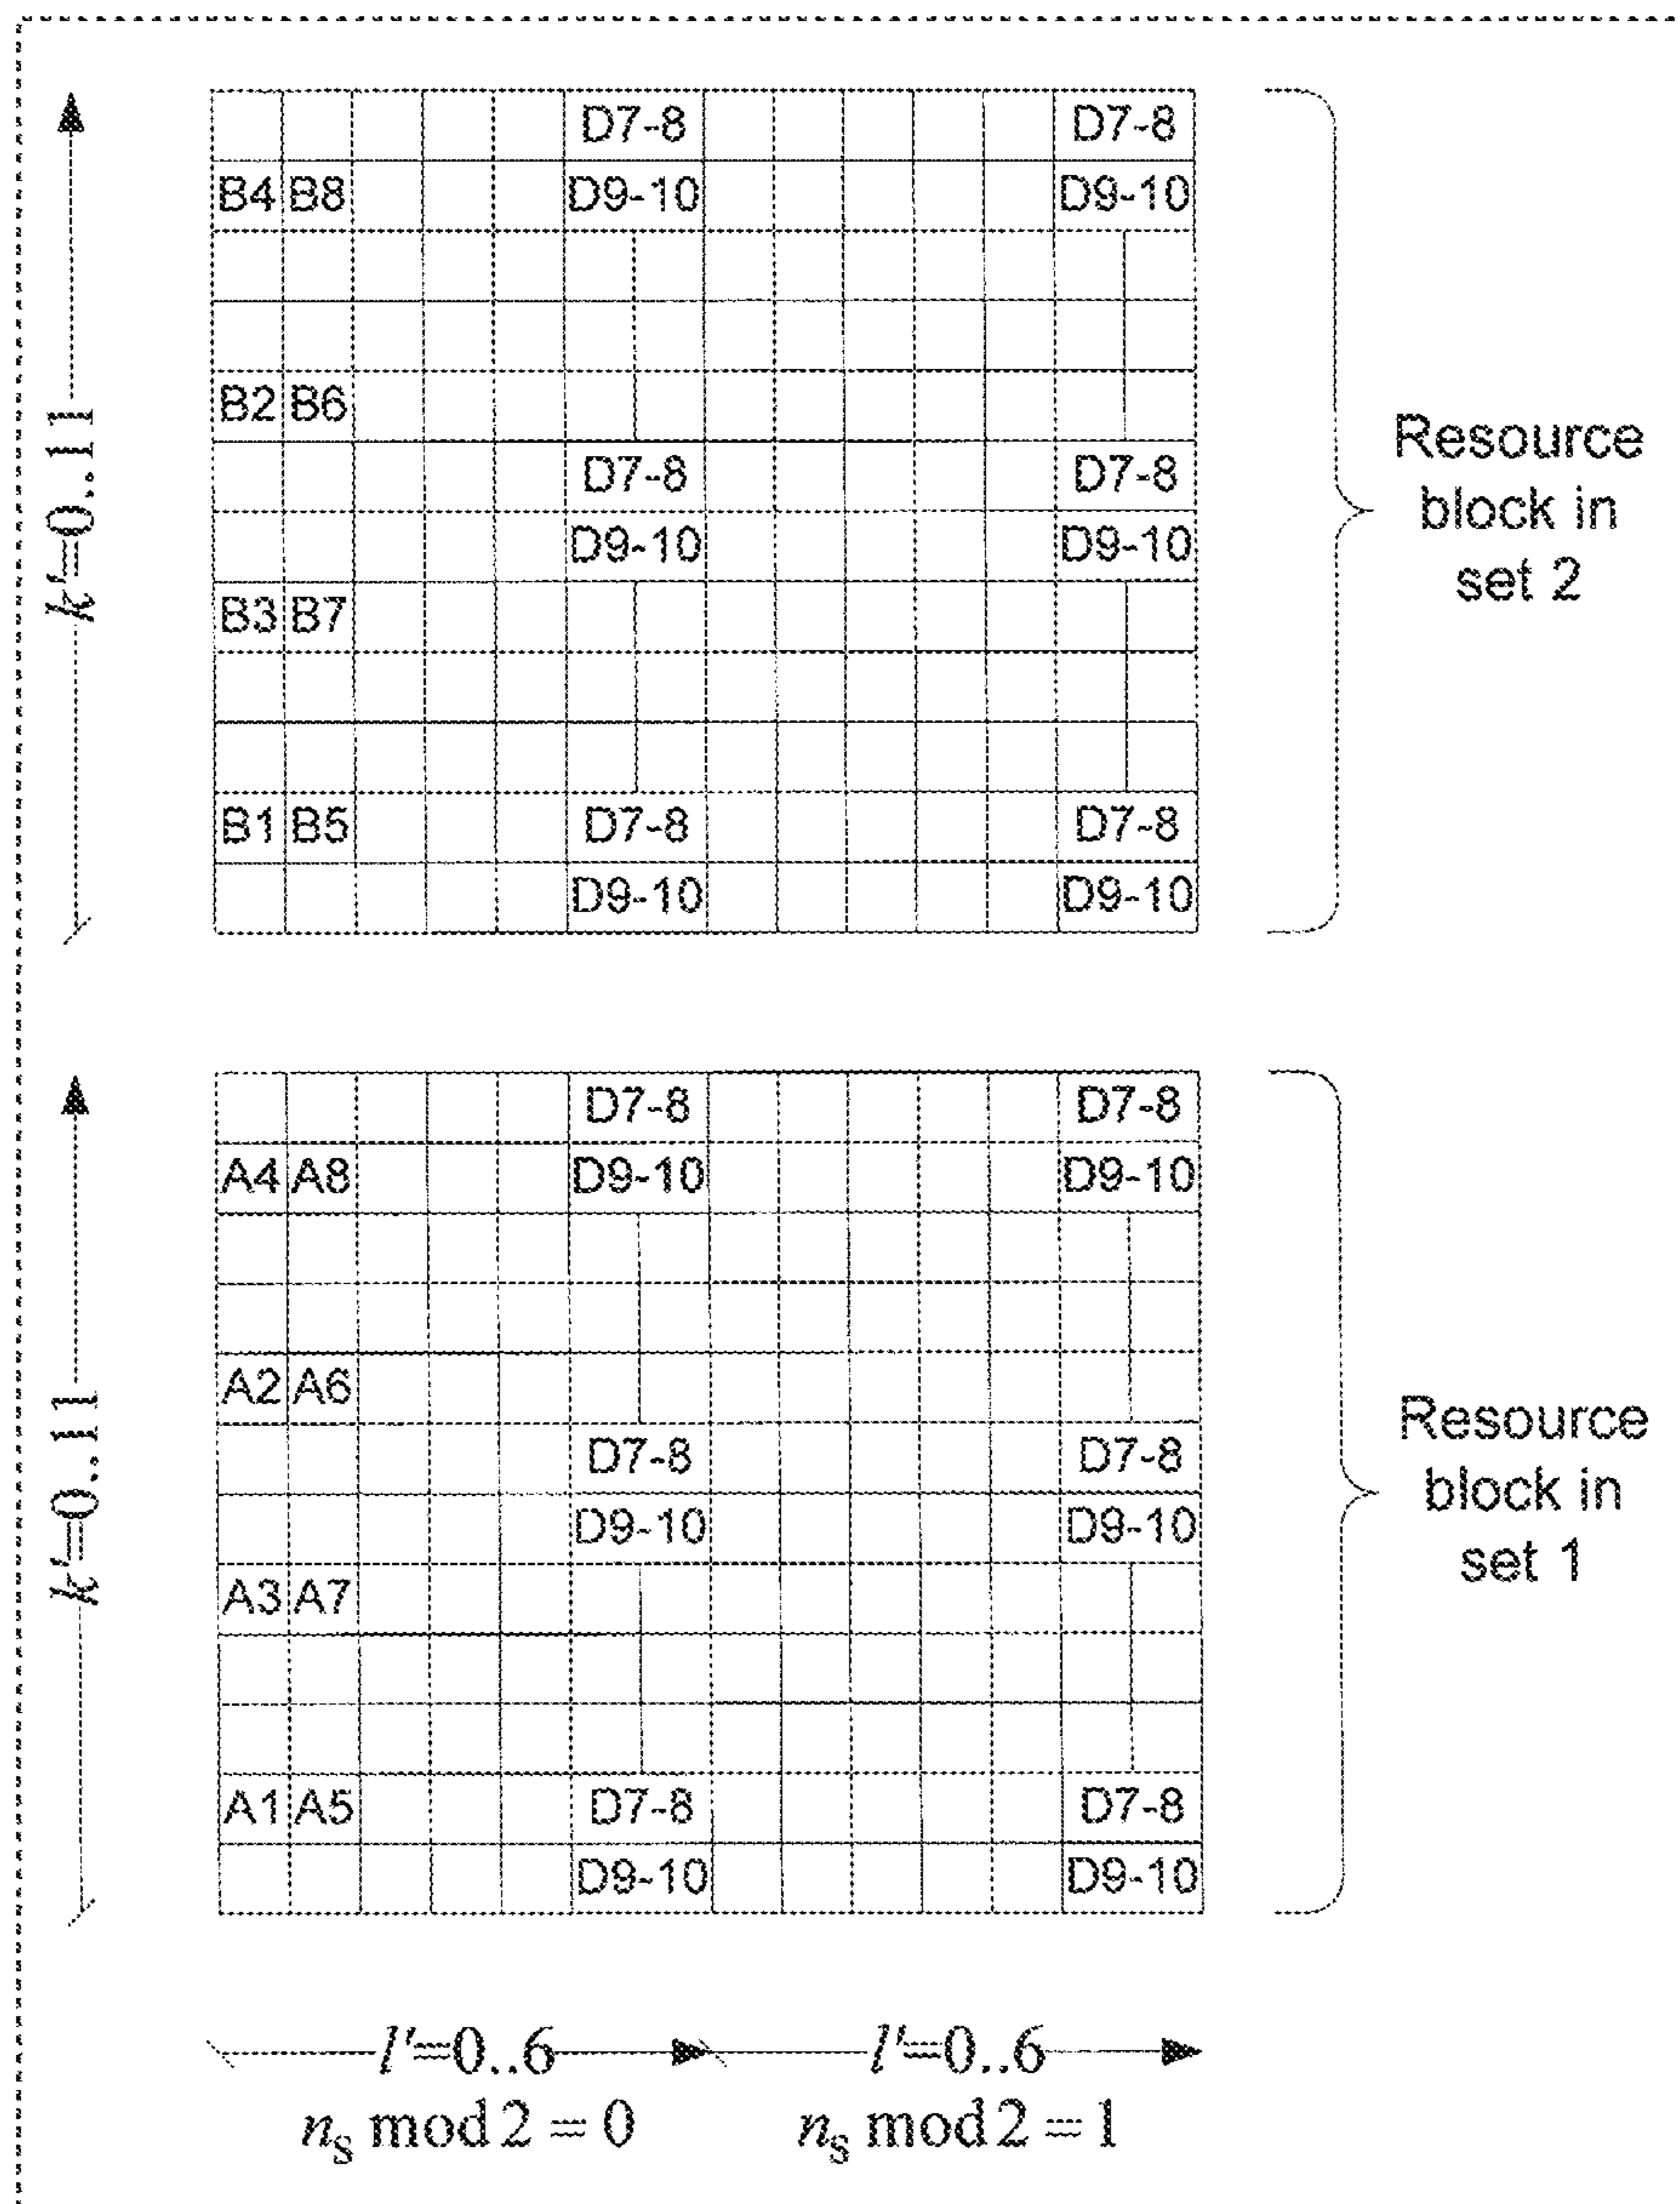 D7-8 D7-8
B4 B8 D9-10 D9-10
B2 B6
D7-8 D7-8
D9-10 D9-10
B3 B7
B1 B5 D7-8 D7-8
D9-10 D9-10
k'=0..11
Resource
block in
set 2
D7-8 D7-8
A4 A8 D9-10 D9-10
A2 A6
D7-8 D7-8
D9-10 D9-10
A3 A7
A1 A5 D7-8 D7-8
D9-10 D9-10
k'=0..11
Resource
block in
set 1
l'=0..6 l'=0..6
n_s mod 2 = 0 n_s mod 2 = 1